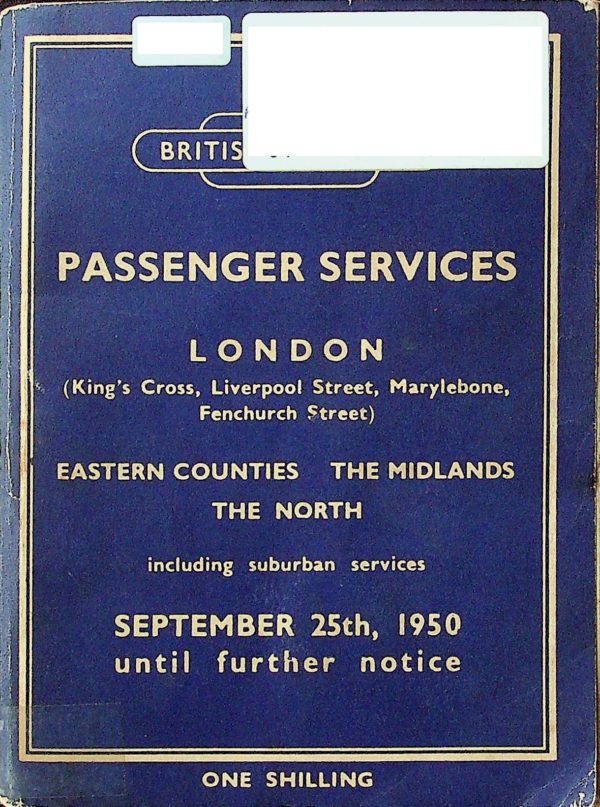 BRITIS
PASSENGER SERVICES
LONDON
(King's Cross, Liverpool Street, Marylebone,
Fenchurch Street)
EASTERN COUNTIES THE MIDLANDS
THE NORTH
including suburban services
SEPTEMBER 25th, 1950
until further notice
ONE SHILLING